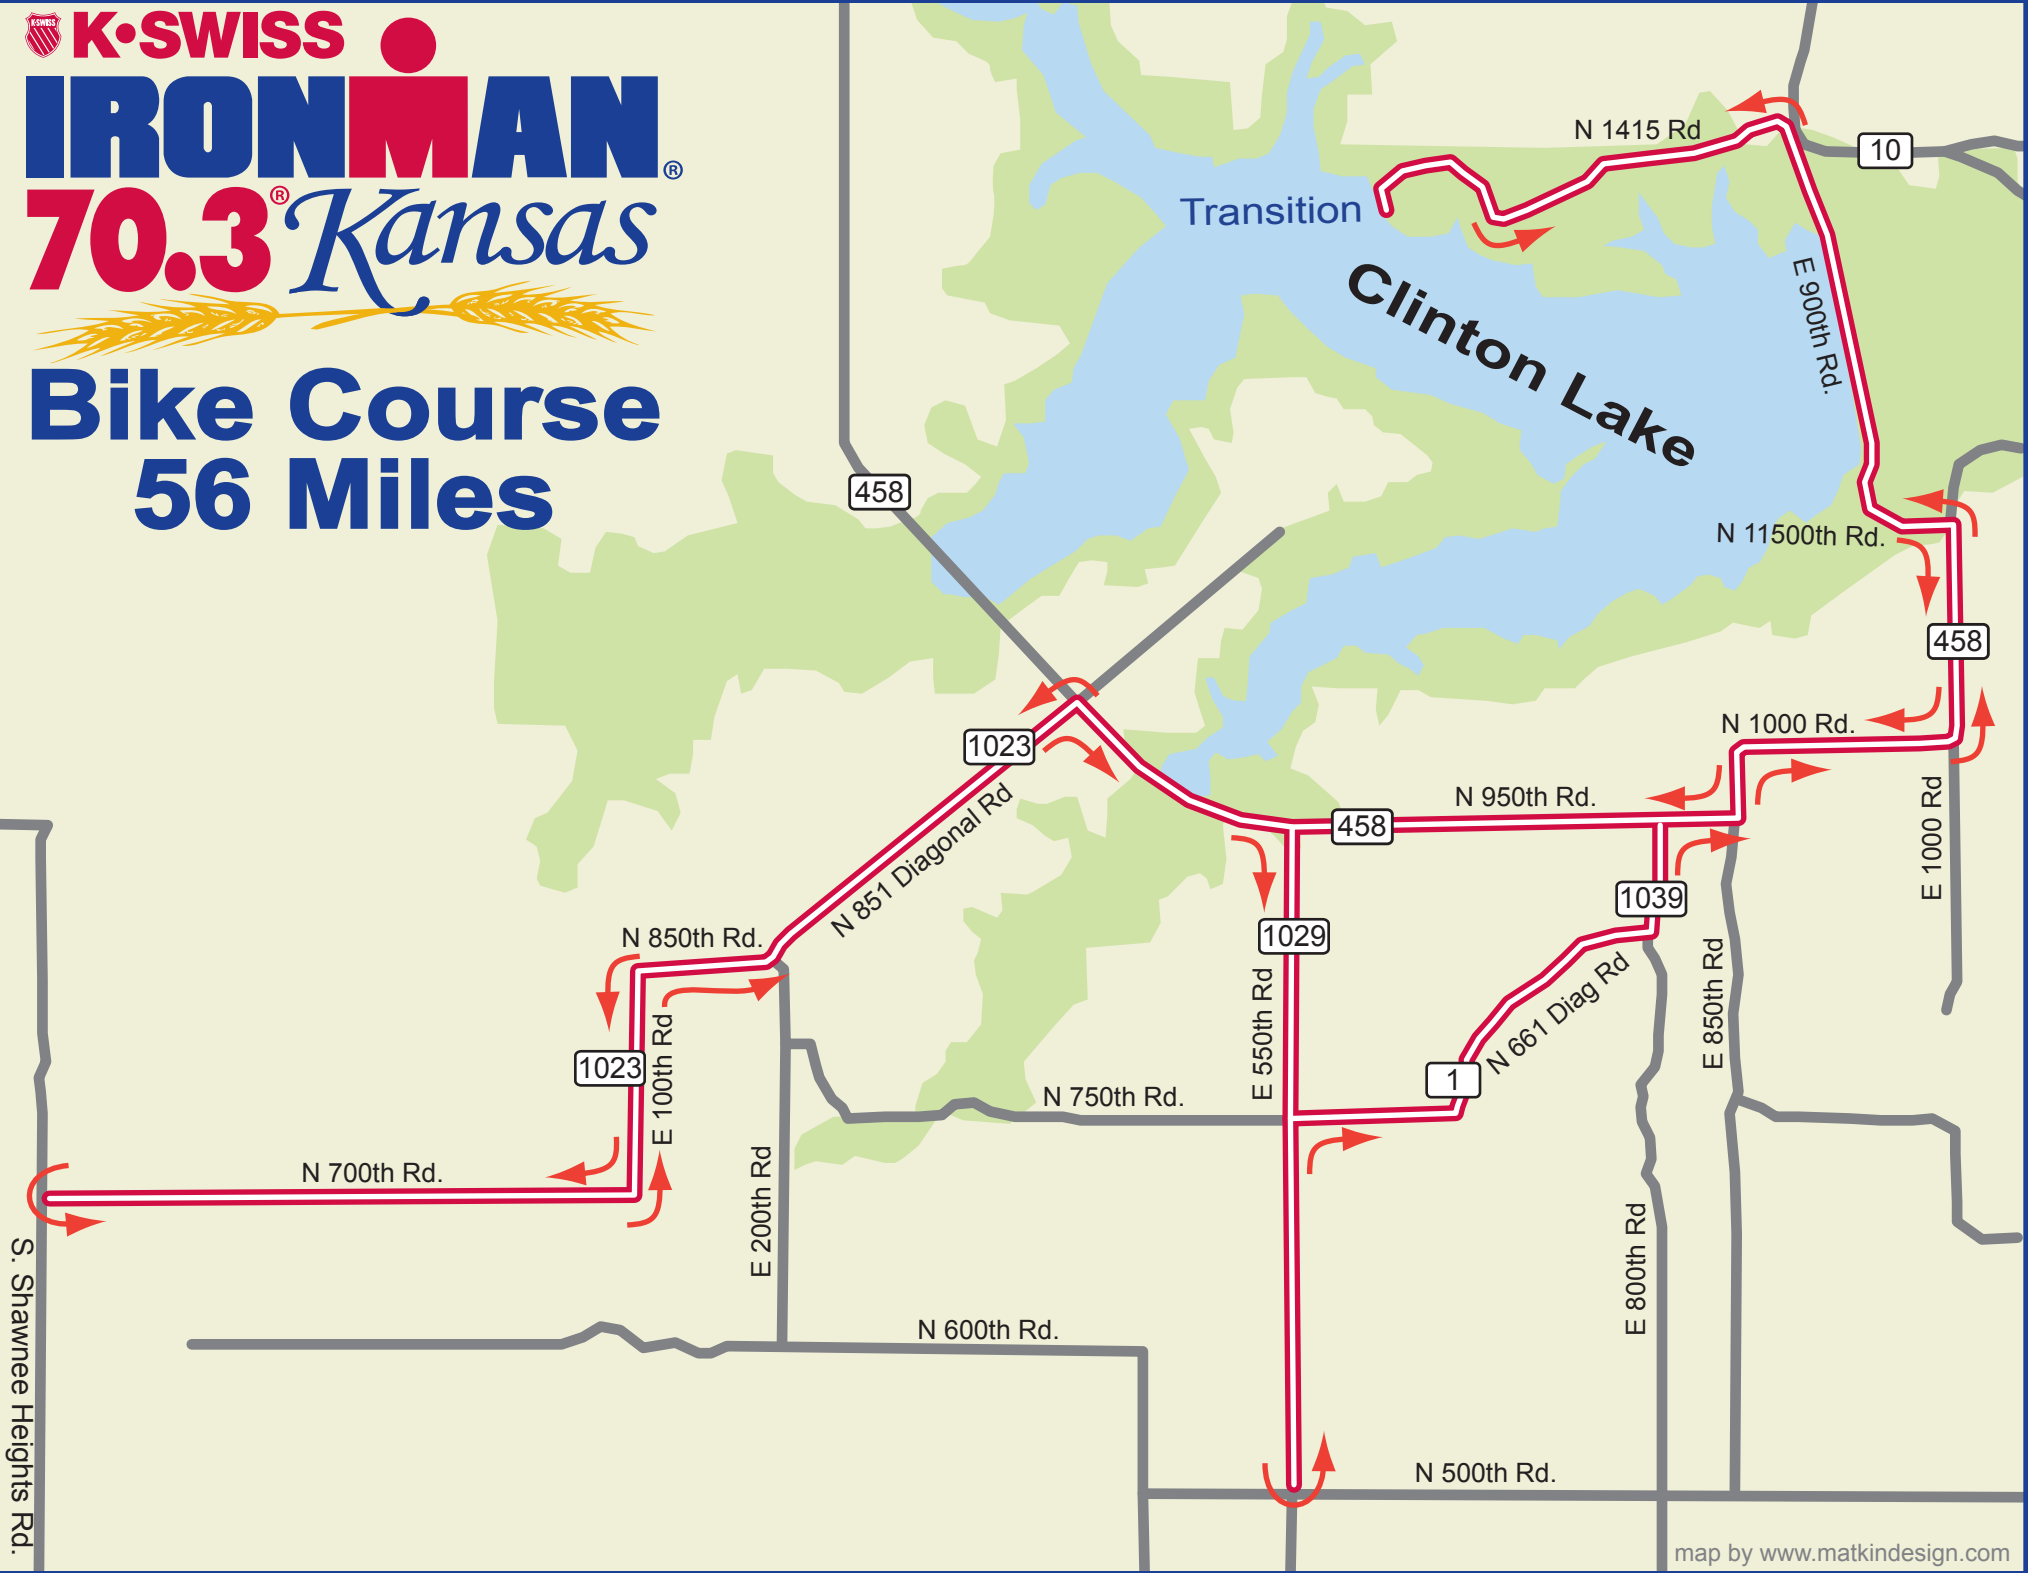 K-SWISS
K•SWISS
IRONMAN®
70.3® Kansas
Bike Course
56 Miles
N 1415 Rd
10
Transition
Clinton Lake
E 900th Rd.
458
N 11500th Rd.
458
N 1000 Rd.
1023
N 950th Rd.
458
E 1000 Rd
N 851 Diagonal Rd
1039
N 850th Rd.
1029
E 850th Rd
N 661 Diag Rd
E 550th Rd
1023
E 100th Rd
1
N 750th Rd.
N 700th Rd.
E 200th Rd
E 800th Rd
S. Shawnee Heights Rd.
N 600th Rd.
N 500th Rd.
map by www.matkindesign.com